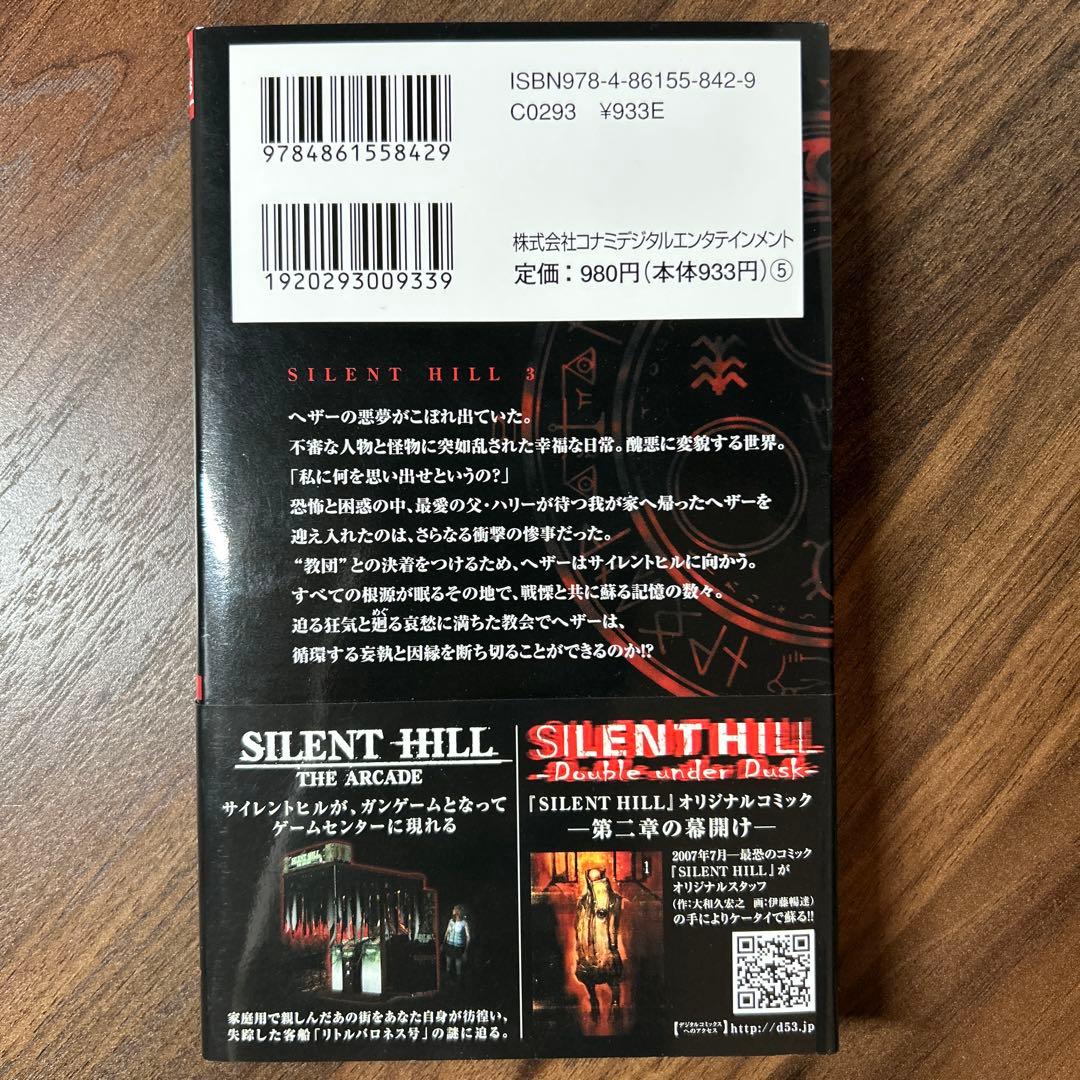 ISBN978-4-86155-842-9
C0293 ¥933E
9784861558429
1920293009339
株式会社コナミデジタルエンタテインメント
定価：980円（本体933円）⑤
SILENT HILL 3
ヘザーの悪夢がこぼれ出ていた。
不審な人物と怪物に突如乱された幸福な日常。醜悪に変貌する世界。
「私に何を思い出せというの？」
恐怖と困惑の中、最愛の父・ハリーが待つ我が家へ帰ったヘザーを
迎え入れたのは、さらなる衝撃の惨事だった。
“教団”との決着をつけるため、ヘザーはサイレントヒルに向かう。
すべての根源が眠るその地で、戦慄と共に蘇る記憶の数々。
めぐ
迫る狂気と廻る哀愁に満ちた教会でヘザーは、
循環する妄執と因縁を断ち切ることができるのか!?
SILENT HILL
THE ARCADE
サイレントヒルが、ガンゲームとなって
ゲームセンターに現れる
SILENT HILL
家庭用で親しんだあの街をあなた自身が彷徨い、
失踪した客船「リトルバロネス号」の謎に迫る。
SILENT HILL
-Double under Dusk-
『SILENT HILL』オリジナルコミック
―第二章の幕開け―
1
2007年7月―最恐のコミック
『SILENT HILL』が
オリジナルスタッフ
（作：大和久宏之 画：伊藤暢達）
の手によりケータイで蘇る!!
【デジタルコミックスへのアクセス】http://d53.jp